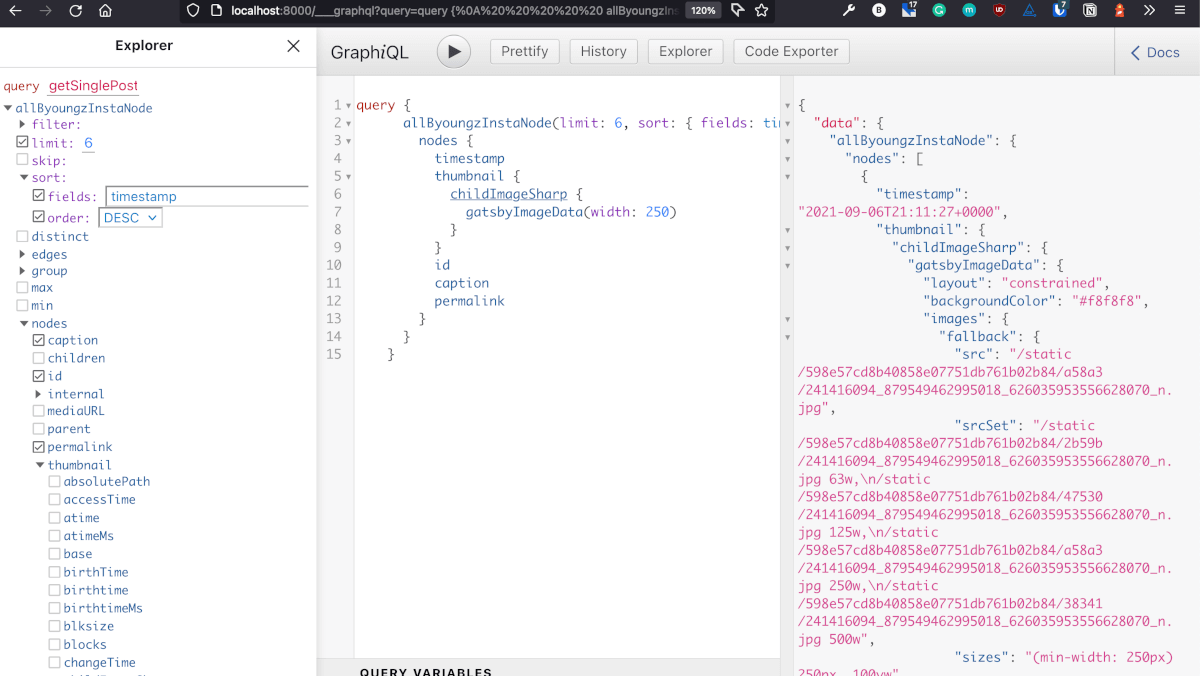 localhost:8000/___graphql?query=query {%0A%20%20%20%20%20 allByoungzIns
120%
17
Explorer
query getSinglePost
allByoungzInstaNode
filter:
limit: 6
skip:
sort:
fields: timestamp
order: DESC
distinct
edges
group
max
min
nodes
caption
children
id
internal
mediaURL
parent
permalink
thumbnail
absolutePath
accessTime
atime
atimeMs
base
birthTime
birthtime
birthtimeMs
blksize
blocks
changeTime
GraphiQL
Prettify
History
Explorer
Code Exporter
Docs
1 query {
2 allByoungzInstaNode(limit: 6, sort: { fields: ti
3 nodes {
4 timestamp
5 thumbnail {
6 childImageSharp {
7 gatsbyImageData(width: 250)
8 }
9 }
10 id
11 caption
12 permalink
13 }
14 }
15 }
QUERY VARIABLES
{
"data": {
"allByoungzInstaNode": {
"nodes": [
{
"timestamp":
"2021-09-06T21:11:27+0000",
"thumbnail": {
"childImageSharp": {
"gatsbyImageData": {
"layout": "constrained",
"backgroundColor": "#f8f8f8",
"images": {
"fallback": {
"src": "/static
/598e57cd8b40858e07751db761b02b84/a58a3
/241416094_879549462995018_626035953556628070_n.
jpg",
"srcSet": "/static
/598e57cd8b40858e07751db761b02b84/2b59b
/241416094_879549462995018_626035953556628070_n.
jpg 63w,\n/static
/598e57cd8b40858e07751db761b02b84/47530
/241416094_879549462995018_626035953556628070_n.
jpg 125w,\n/static
/598e57cd8b40858e07751db761b02b84/a58a3
/241416094_879549462995018_626035953556628070_n.
jpg 250w,\n/static
/598e57cd8b40858e07751db761b02b84/38341
/241416094_879549462995018_626035953556628070_n.
jpg 500w",
"sizes": "(min-width: 250px)
250px, 100vw"